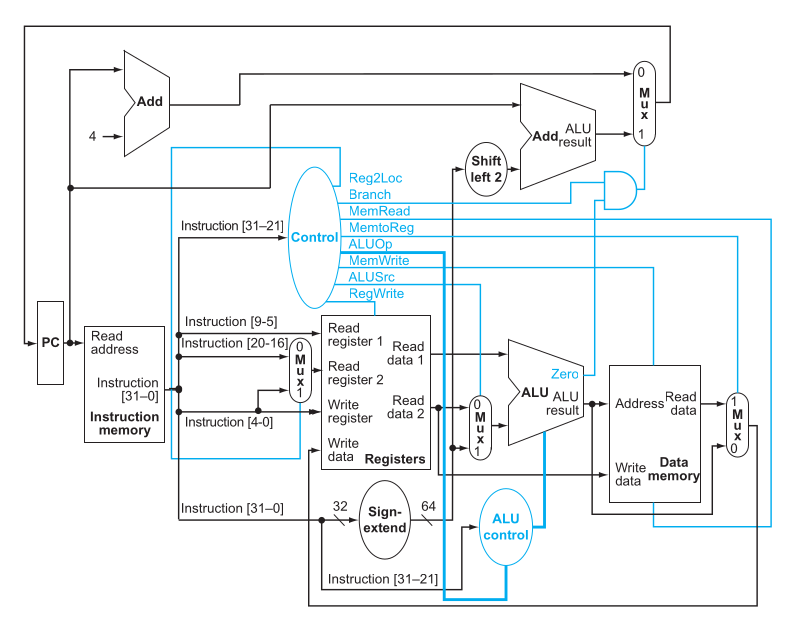 0
M
u
x
1
Add
4
Add ALU
result
Shift
left 2
Reg2Loc
Branch
MemRead
MemtoReg
ALUOp
MemWrite
ALUSrc
RegWrite
Control
Instruction [31–21]
PC
Read
address
Instruction
[31–0]
Instruction
memory
Instruction [9-5]
Instruction [20-16]
Instruction [4-0]
0
M
u
x
1
Read
register 1
Read
register 2
Write
register
Write
data
Read
data 1
Read
data 2
Registers
0
M
u
x
1
Zero
ALU ALU
result
Address
Read
data
Write
data
Data
memory
1
M
u
x
0
Instruction [31–0]
32
Sign-
extend
64
ALU
control
Instruction [31–21]